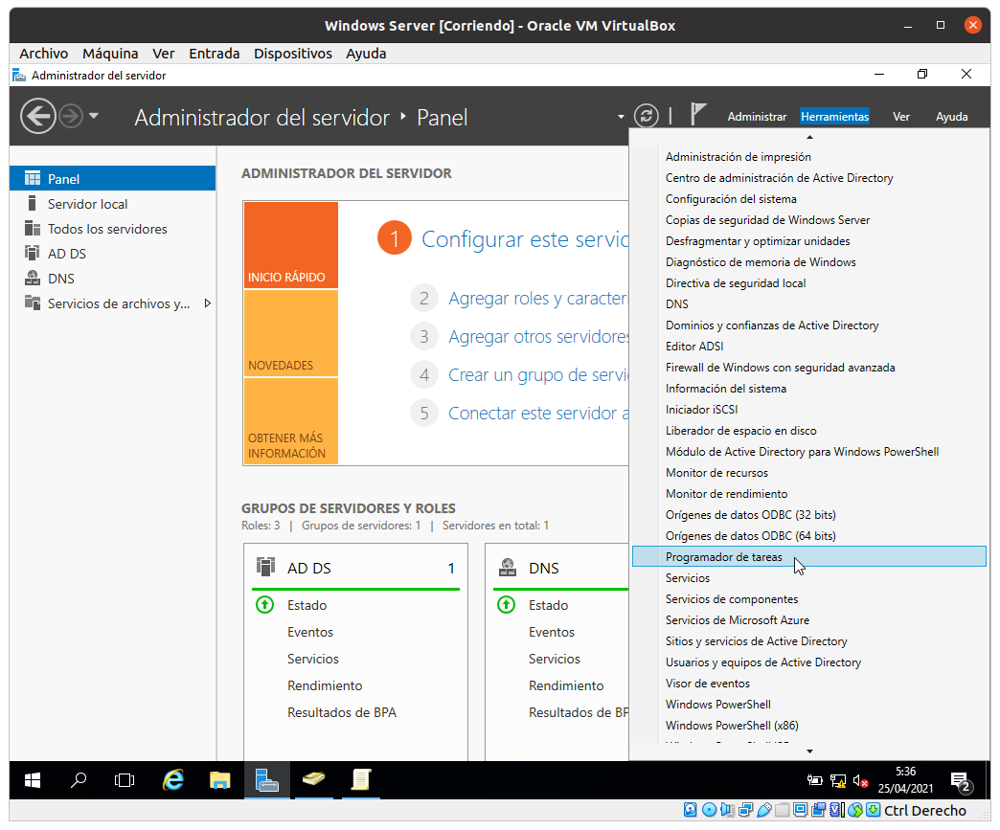 Windows Server [Corriendo] - Oracle VM VirtualBox
Archivo Máquina Ver Entrada Dispositivos Ayuda
Administrador del servidor
Administrador del servidor Panel
Administrar Herramientas Ver Ayuda
Panel
Servidor local
Todos los servidores
AD DS
DNS
Servicios de archivos y...
ADMINISTRADOR DEL SERVIDOR
INICIO RÁPIDO
NOVEDADES
OBTENER MÁS
INFORMACIÓN
1 Configurar este servic
2 Agregar roles y caracterí
3 Agregar otros servidores
4 Crear un grupo de servi
5 Conectar este servidor a
GRUPOS DE SERVIDORES Y ROLES
Roles: 3 | Grupos de servidores: 1 | Servidores en total: 1
AD DS 1
Estado
Eventos
Servicios
Rendimiento
Resultados de BPA
DNS
Estado
Eventos
Servicios
Rendimiento
Resultados de BP
Administración de impresión
Centro de administración de Active Directory
Configuración del sistema
Copias de seguridad de Windows Server
Desfragmentar y optimizar unidades
Diagnóstico de memoria de Windows
Directiva de seguridad local
DNS
Dominios y confianzas de Active Directory
Editor ADSI
Firewall de Windows con seguridad avanzada
Información del sistema
Iniciador iSCSI
Liberador de espacio en disco
Módulo de Active Directory para Windows PowerShell
Monitor de recursos
Monitor de rendimiento
Orígenes de datos ODBC (32 bits)
Orígenes de datos ODBC (64 bits)
Programador de tareas
Servicios
Servicios de componentes
Servicios de Microsoft Azure
Sitios y servicios de Active Directory
Usuarios y equipos de Active Directory
Visor de eventos
Windows PowerShell
Windows PowerShell (x86)
5:36
25/04/2021
2
Ctrl Derecho